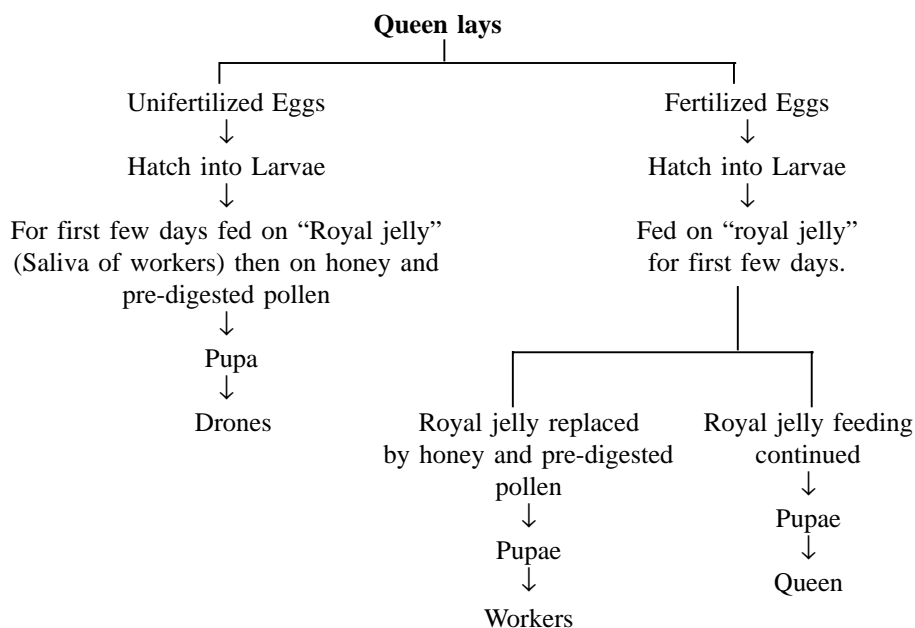 Queen lays
Unifertilized Eggs
↓
Hatch into Larvae
↓
For first few days fed on “Royal jelly”
(Saliva of workers) then on honey and
pre-digested pollen
↓
Pupa
↓
Drones
Fertilized Eggs
↓
Hatch into Larvae
↓
Fed on “royal jelly”
for first few days.
Royal jelly replaced
by honey and pre-digested
pollen
↓
Pupae
↓
Workers
Royal jelly feeding
continued
↓
Pupae
↓
Queen